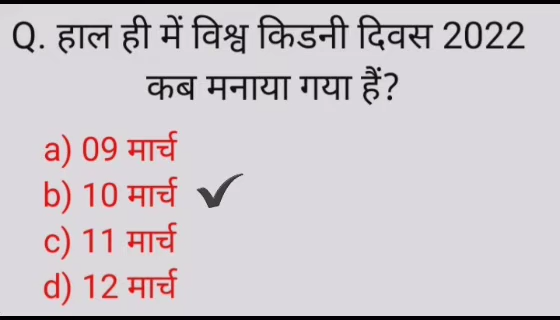 Q. हाल ही में विश्व किडनी दिवस 2022
कब मनाया गया हैं?
a) 09 मार्च
b) 10 मार्च
c) 11 मार्च
d) 12 मार्च